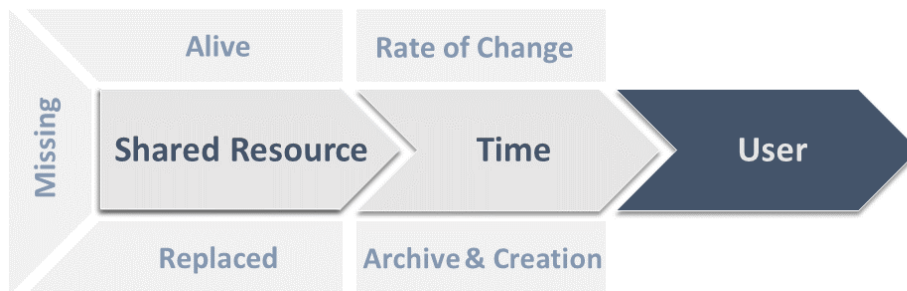 Alive
Rate of Change
Missing
Shared Resource
Time
User
Replaced
Archive & Creation